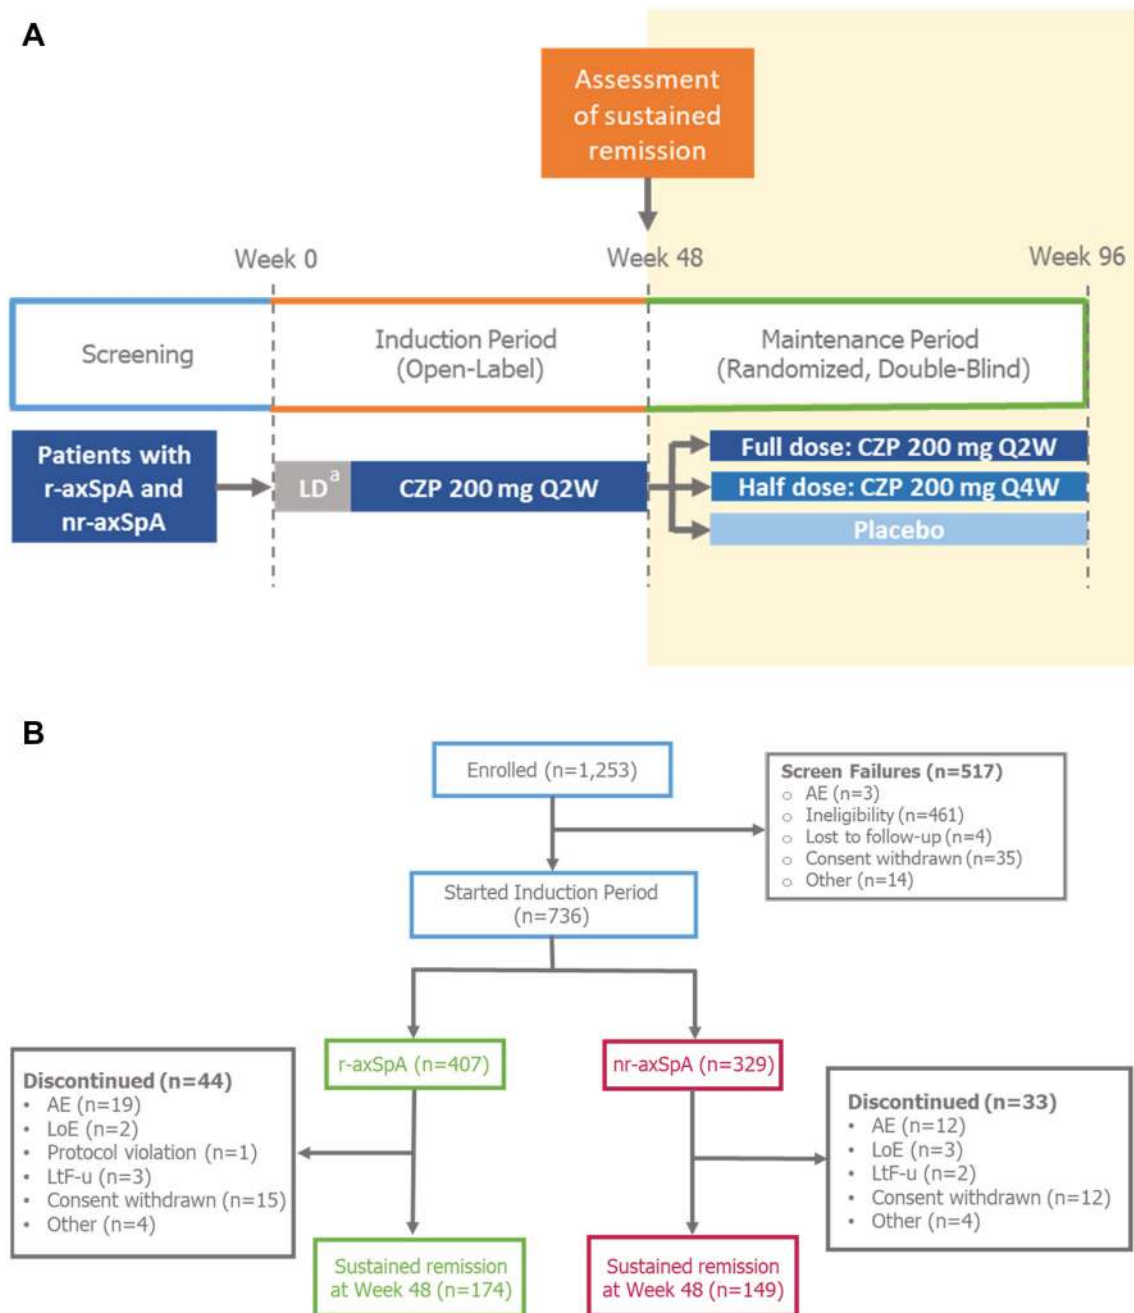 A
Assessment
of sustained
remission
Week 0
Week 48
Week 96
Screening
Induction Period
(Open-Label)
Maintenance Period
(Randomized, Double-Blind)
Patients with
r-axSpA and
nr-axSpA
LDa
CZP 200 mg Q2W
Full dose: CZP 200 mg Q2W
Half dose: CZP 200 mg Q4W
Placebo
B
Enrolled (n=1,253)
Screen Failures (n=517)
○ AE (n=3)
○ Ineligibility (n=461)
○ Lost to follow-up (n=4)
○ Consent withdrawn (n=35)
○ Other (n=14)
Started Induction Period
(n=736)
r-axSpA (n=407)
nr-axSpA (n=329)
Discontinued (n=44)
• AE (n=19)
• LoE (n=2)
• Protocol violation (n=1)
• LtF-u (n=3)
• Consent withdrawn (n=15)
• Other (n=4)
Discontinued (n=33)
• AE (n=12)
• LoE (n=3)
• LtF-u (n=2)
• Consent withdrawn (n=12)
• Other (n=4)
Sustained remission
at Week 48 (n=174)
Sustained remission
at Week 48 (n=149)